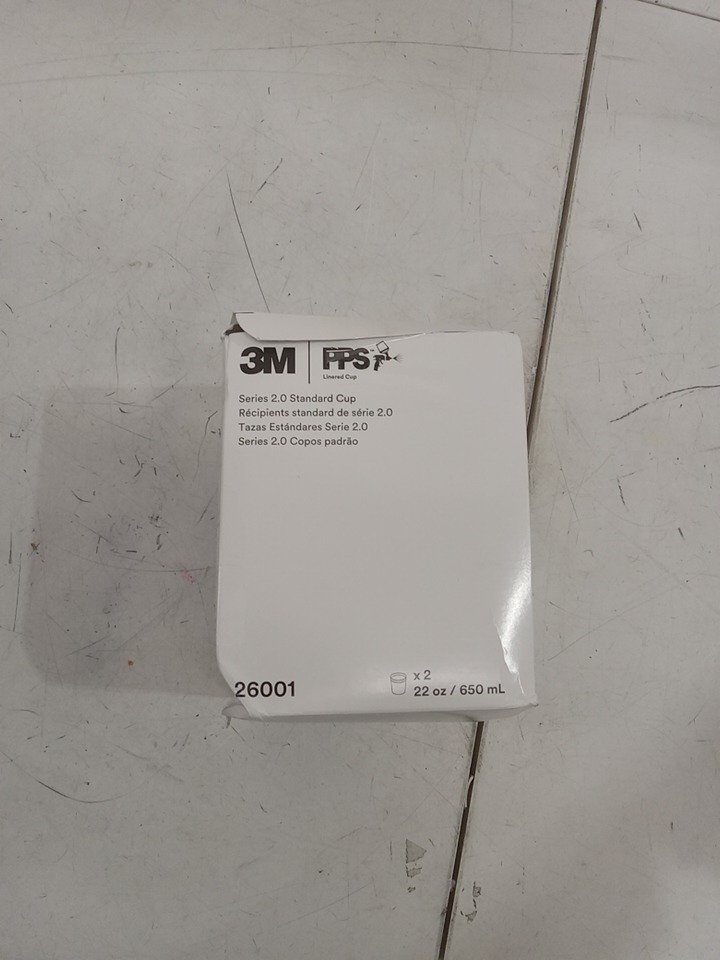 3M PPS
Linered Cup
Series 2.0 Standard Cup
Récipients standard de série 2.0
Tazas Estándares Serie 2.0
Series 2.0 Copos padrão
26001
x 2
22 oz / 650 mL